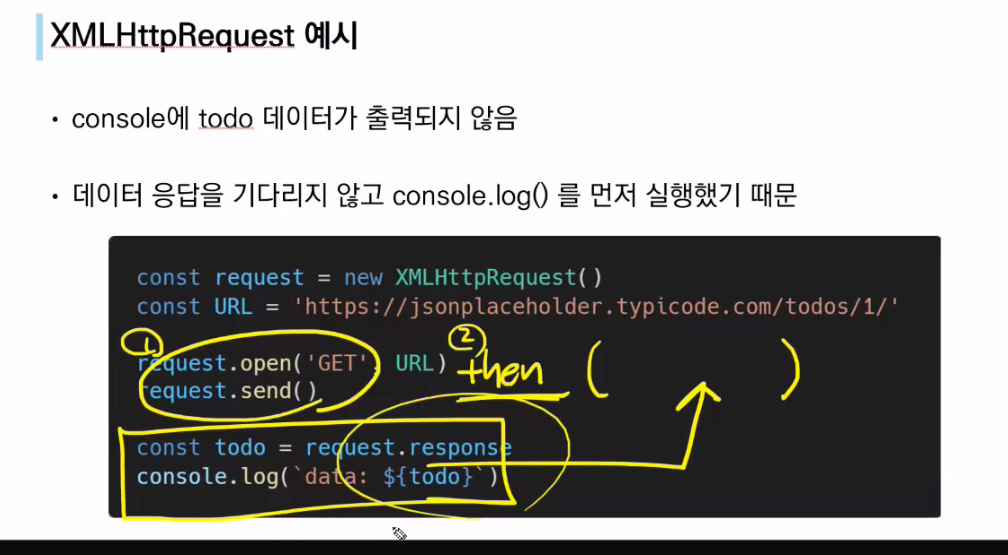 XMLHttpRequest 예시
• console에 todo 데이터가 출력되지 않음
• 데이터 응답을 기다리지 않고 console.log() 를 먼저 실행했기 때문
const request = new XMLHttpRequest()
const URL = 'https://jsonplaceholder.typicode.com/todos/1/'
① ②
request.open('GET', URL) then ( )
request.send()
const todo = request.response
console.log(`data: ${todo}`)